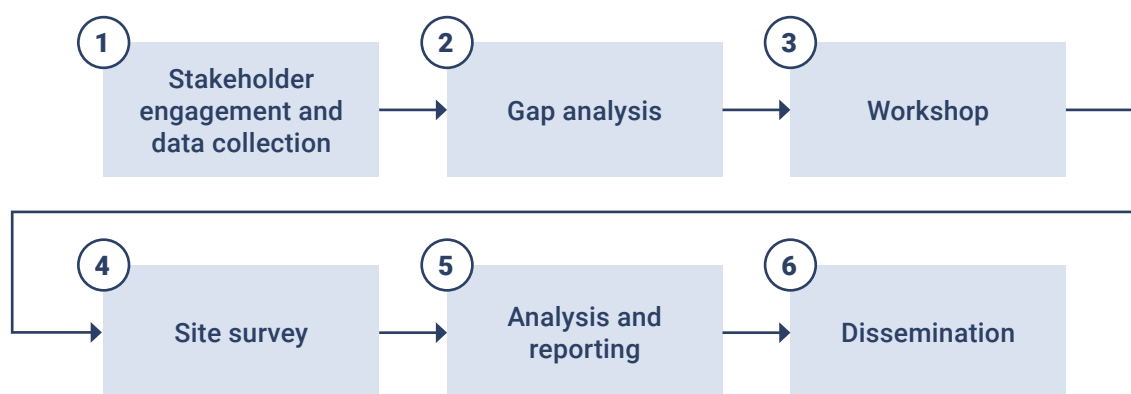 1
Stakeholder
engagement and
data collection
2
Gap analysis
3
Workshop
4
Site survey
5
Analysis and
reporting
6
Dissemination